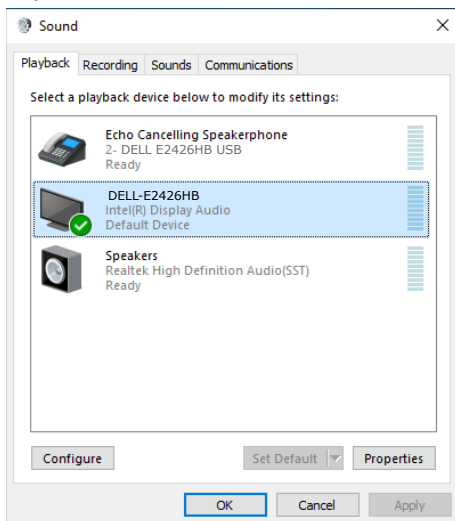 Sound
Playback Recording Sounds Communications
Select a playback device below to modify its settings:
Echo Cancelling Speakerphone
2- DELL E2426HB USB
Ready
DELL-E2426HB
Intel(R) Display Audio
Default Device
Speakers
Realtek High Definition Audio(SST)
Ready
Configure Set Default Properties
OK Cancel Apply